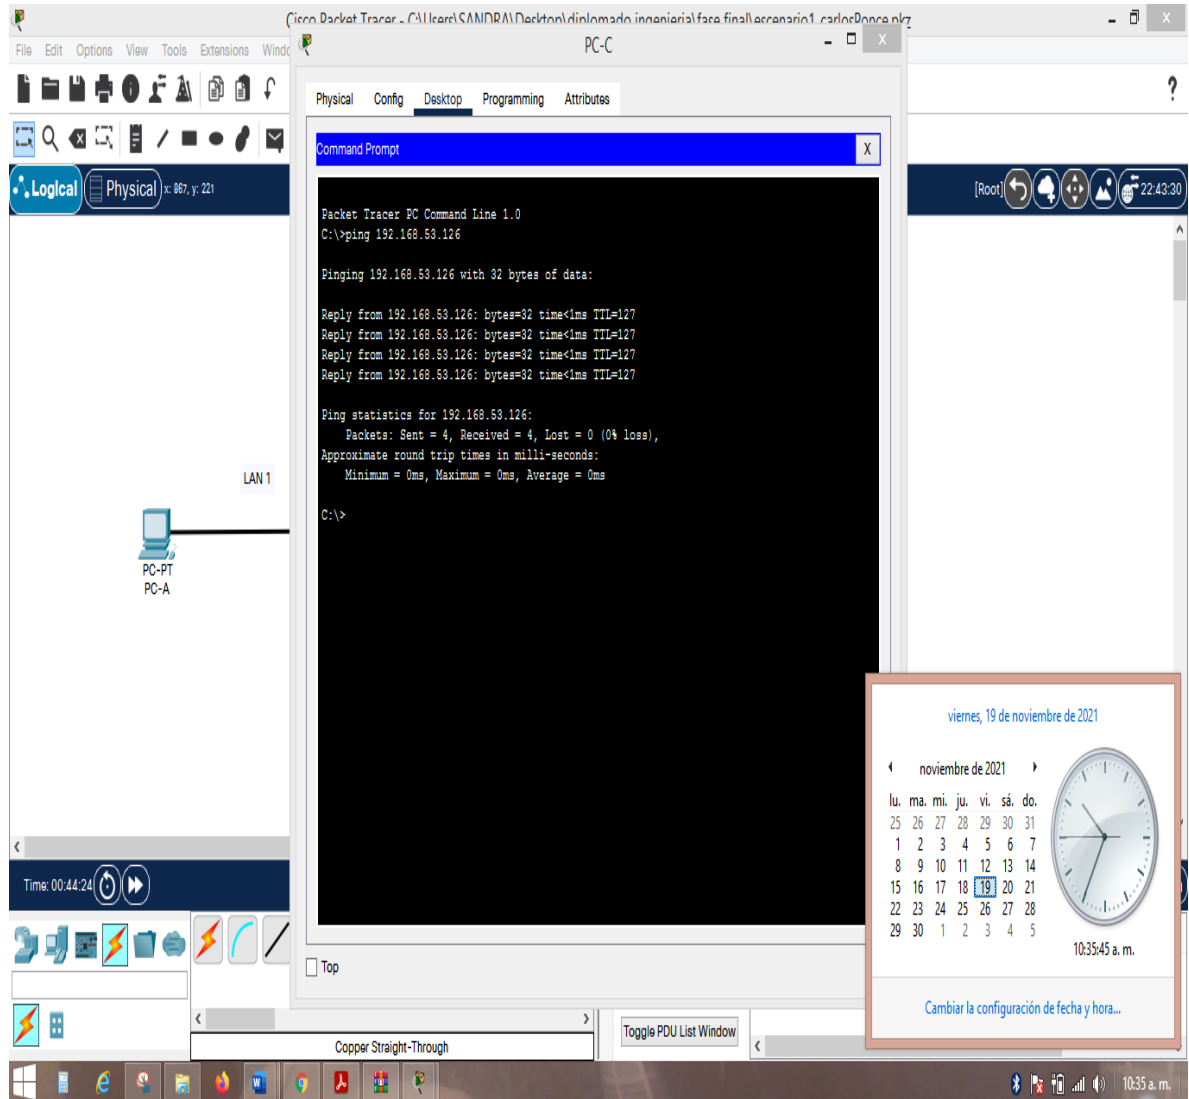 Cisco Packet Tracer - C:\Users\SANDRA\Desktop\diplomado ingenieria\fase final\escenario1_carlosPonce.pkz
File Edit Options View Tools Extensions
PC-C
Physical Config Desktop Programming Attributes
Command Prompt X
Logical Physical x: 867, y: 221
[Root] 22:43:30
Packet Tracer PC Command Line 1.0
C:\>ping 192.168.53.126
Pinging 192.168.53.126 with 32 bytes of data:
Reply from 192.168.53.126: bytes=32 time<1ms TTL=127
Reply from 192.168.53.126: bytes=32 time<1ms TTL=127
Reply from 192.168.53.126: bytes=32 time<1ms TTL=127
Reply from 192.168.53.126: bytes=32 time<1ms TTL=127
Ping statistics for 192.168.53.126:
Packets: Sent = 4, Received = 4, Lost = 0 (0% loss),
Approximate round trip times in milli-seconds:
Minimum = 0ms, Maximum = 0ms, Average = 0ms
C:\>
LAN 1
PC-PT
PC-A
viernes, 19 de noviembre de 2021
noviembre de 2021
lu. ma. mi. ju. vi. sá. do.
25 26 27 28 29 30 31
1 2 3 4 5 6 7
8 9 10 11 12 13 14
15 16 17 18 19 20 21
22 23 24 25 26 27 28
29 30 1 2 3 4 5
10:35:45 a. m.
Cambiar la configuración de fecha y hora...
Time: 00:44:24
Top
Toggle PDU List Window
Copper Straight-Through
10:35 a. m.